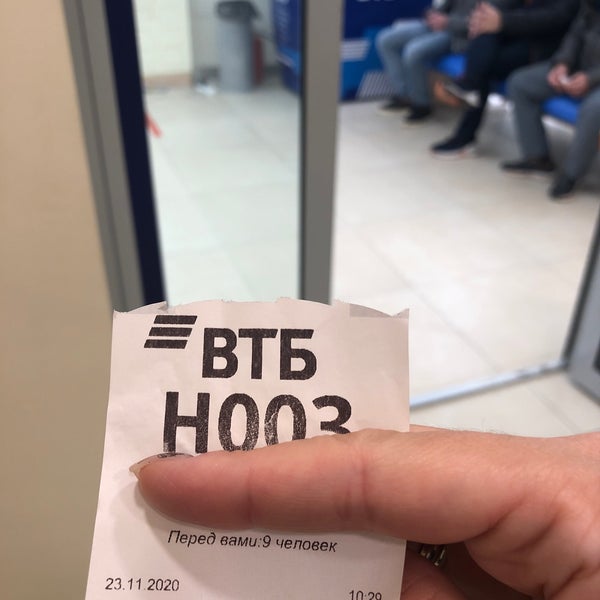 ВТБ
Н003
Перед вами:9 человек
23.11.2020 10:29